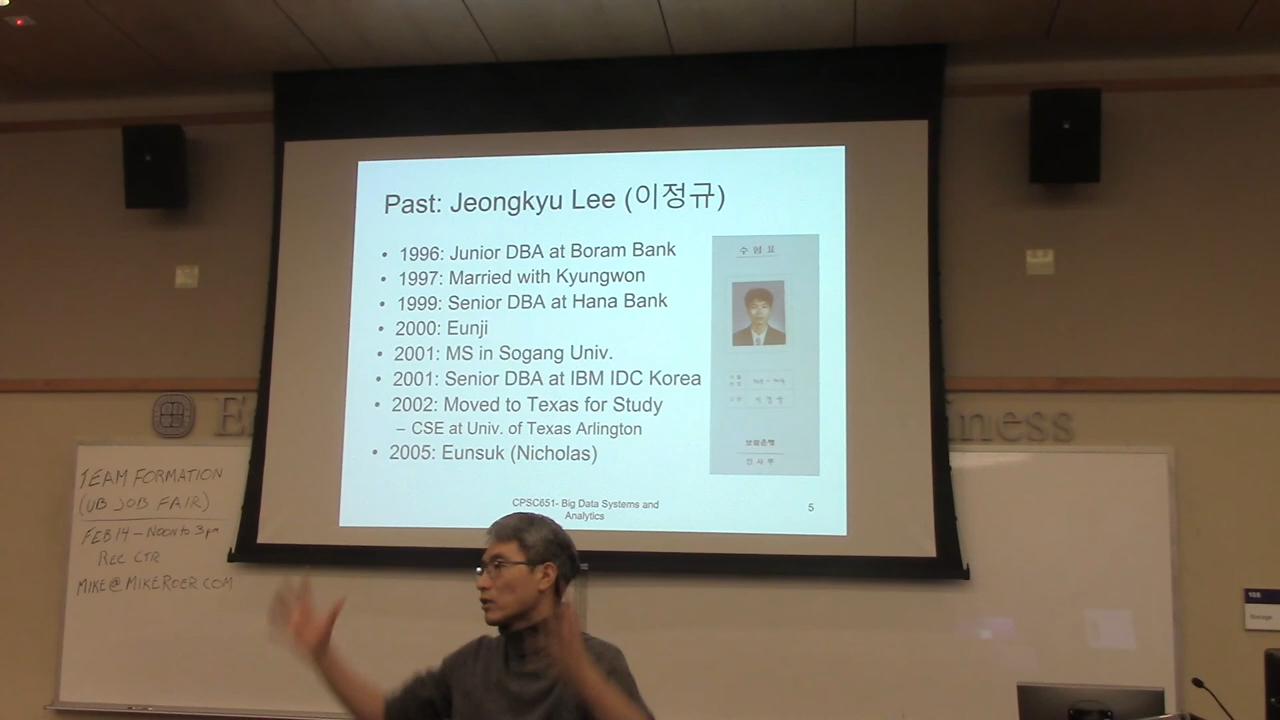 Past: Jeongkyu Lee (이정규)
• 1996: Junior DBA at Boram Bank
• 1997: Married with Kyungwon
• 1999: Senior DBA at Hana Bank
• 2000: Eunji
• 2001: MS in Sogang Univ.
• 2001: Senior DBA at IBM IDC Korea
• 2002: Moved to Texas for Study
– CSE at Univ. of Texas Arlington
• 2005: Eunsuk (Nicholas)
수험표
보람은행
인사부
CPSC651- Big Data Systems and
Analytics
5
E
iness
TEAM FORMATION
(UB JOB FAIR)
FEB 14 – NOON to 3pm
REC CTR
MIKE@MIKEROER.COM
108
Storage